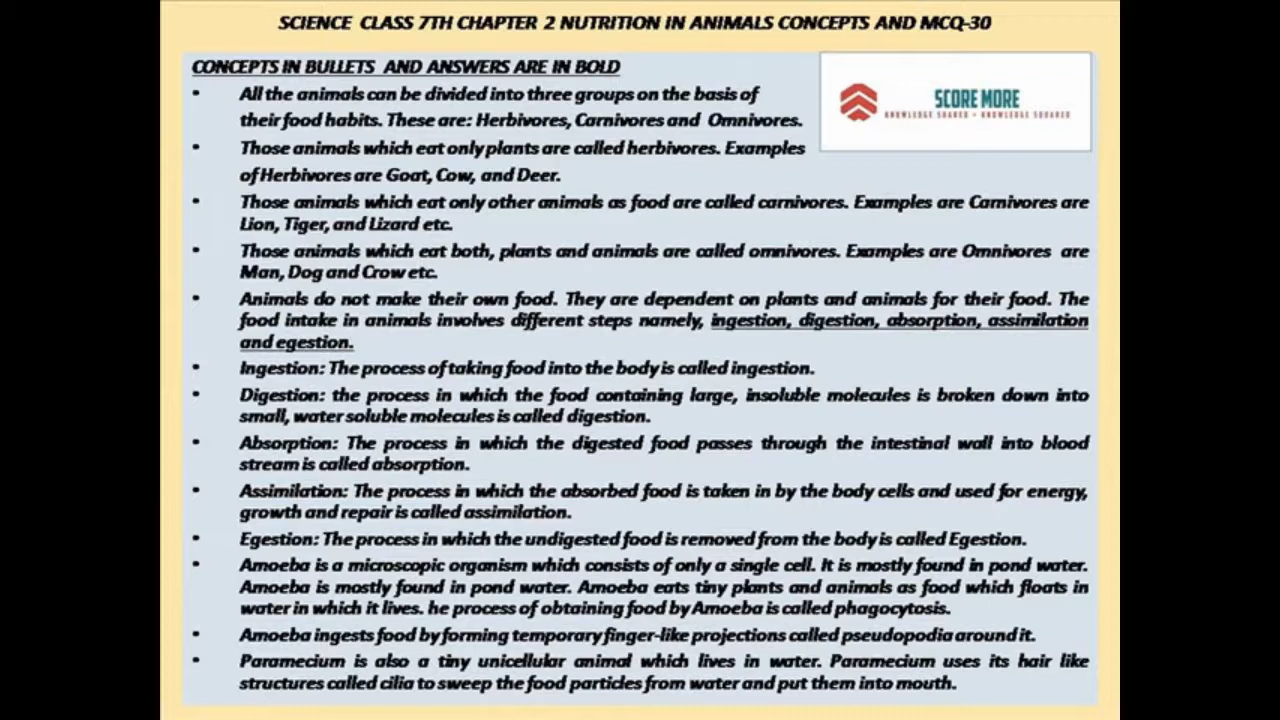 SCIENCE CLASS 7TH CHAPTER 2 NUTRITION IN ANIMALS CONCEPTS AND MCQ-30
CONCEPTS IN BULLETS AND ANSWERS ARE IN BOLD
SCORE MORE
KNOWLEDGE SHARED = KNOWLEDGE SQUARED
• All the animals can be divided into three groups on the basis of
their food habits. These are: Herbivores, Carnivores and Omnivores.
• Those animals which eat only plants are called herbivores. Examples
of Herbivores are Goat, Cow, and Deer.
• Those animals which eat only other animals as food are called carnivores. Examples are Carnivores are
Lion, Tiger, and Lizard etc.
• Those animals which eat both, plants and animals are called omnivores. Examples are Omnivores are
Man, Dog and Crow etc.
• Animals do not make their own food. They are dependent on plants and animals for their food. The
food intake in animals involves different steps namely, ingestion, digestion, absorption, assimilation
and egestion.
• Ingestion: The process of taking food into the body is called ingestion.
• Digestion: the process in which the food containing large, insoluble molecules is broken down into
small, water soluble molecules is called digestion.
• Absorption: The process in which the digested food passes through the intestinal wall into blood
stream is called absorption.
• Assimilation: The process in which the absorbed food is taken in by the body cells and used for energy,
growth and repair is called assimilation.
• Egestion: The process in which the undigested food is removed from the body is called Egestion.
• Amoeba is a microscopic organism which consists of only a single cell. It is mostly found in pond water.
Amoeba is mostly found in pond water. Amoeba eats tiny plants and animals as food which floats in
water in which it lives. he process of obtaining food by Amoeba is called phagocytosis.
• Amoeba ingests food by forming temporary finger-like projections called pseudopodia around it.
• Paramecium is also a tiny unicellular animal which lives in water. Paramecium uses its hair like
structures called cilia to sweep the food particles from water and put them into mouth.